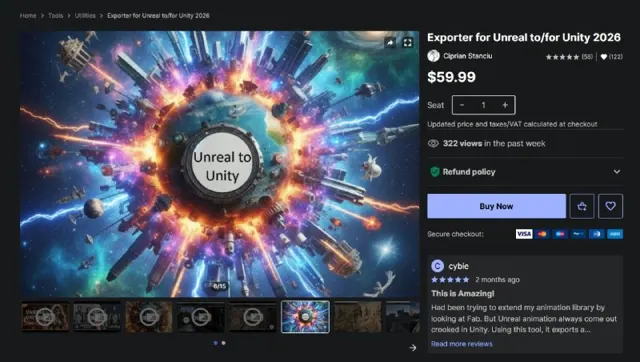 Home > Tools > Utilities > Exporter for Unreal to/for Unity 2026
Unreal to
Unity
6/15
Exporter for Unreal to/for Unity 2026
Ciprian Stanciu
(58) | (122)
$59.99
Seat - 1 +
Updated price and taxes/VAT calculated at checkout
322 views in the past week
Refund policy
Buy Now
Secure checkout: VISA
C cybie
2 months ago
This is Amazing!
Had been trying to extend my animation library by
looking at Fab. But Unreal animation always come out
crooked in Unity. Using this tool, it exports a...
Read more reviews